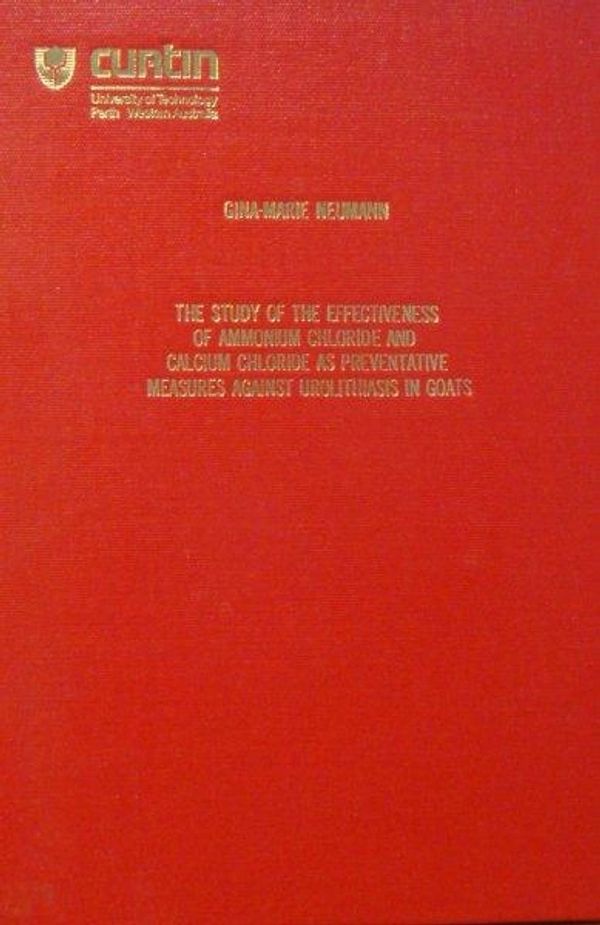 Curtin
University of Technology
Perth Western Australia
GINA-MARIE NEUMANN
THE STUDY OF THE EFFECTIVENESS
OF AMMONIUM CHLORIDE AND
CALCIUM CHLORIDE AS PREVENTATIVE
MEASURES AGAINST UROLITHIASIS IN GOATS